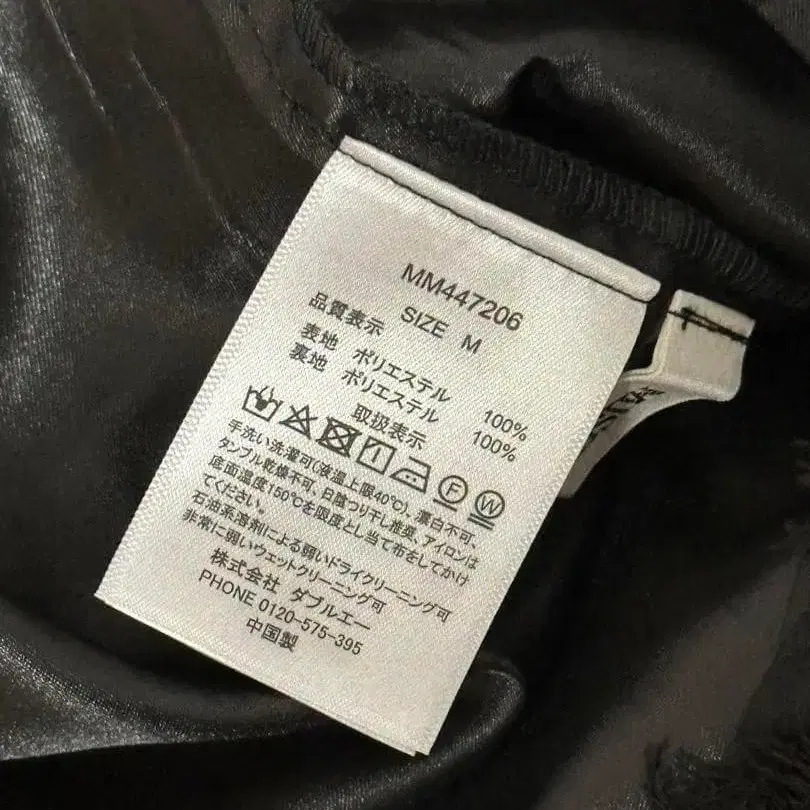 MM447206
SIZE M
品質表示
表地 ポリエステル 100%
裏地 ポリエステル 100%
取扱表示
F W
手洗い洗濯可(液温上限40℃)、漂白不可、
タンブル乾燥不可、日陰つり干し推奨、アイロンは
底面温度150℃を限度とし当て布をしてかけ
てください。
石油系溶剤による弱いドライクリーニング可
非常に弱いウェットクリーニング可
株式会社 ダブルエー
PHONE 0120-575-395
中国製